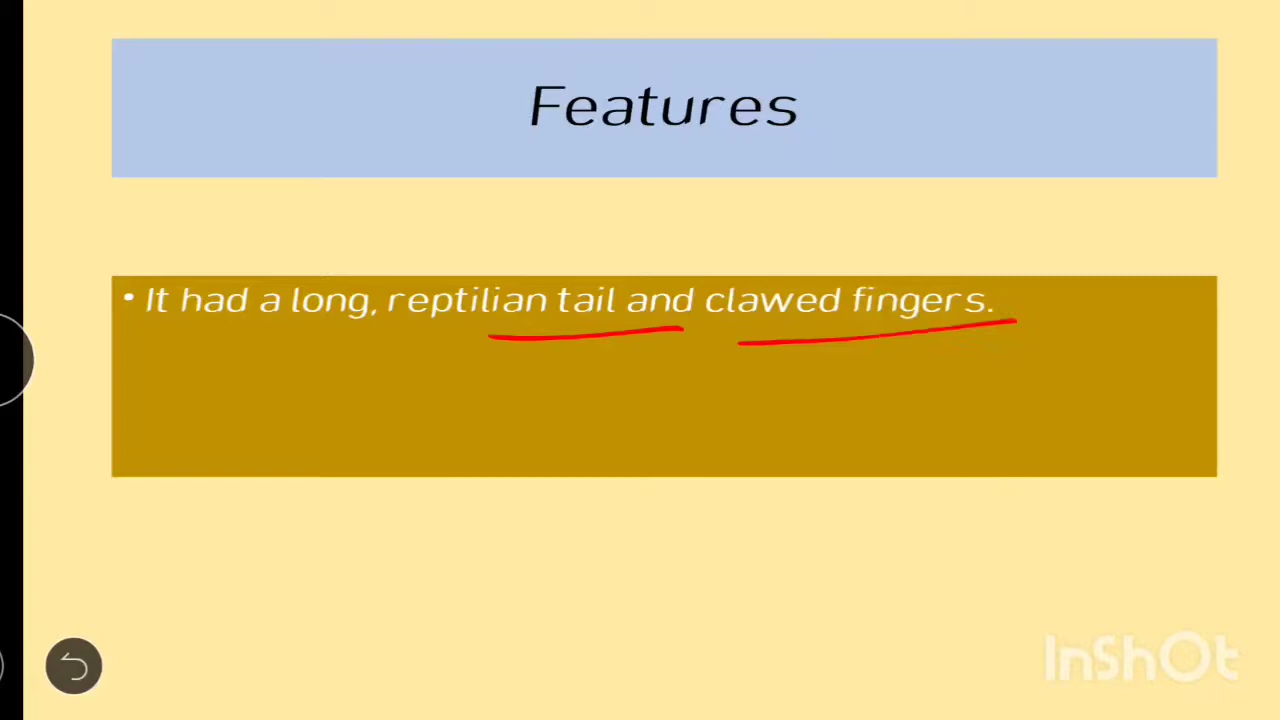 Features
• It had a long, reptilian tail and clawed fingers.
InShOt